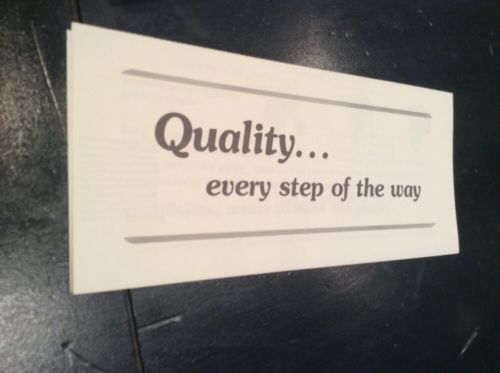 Quality...
every step of the way